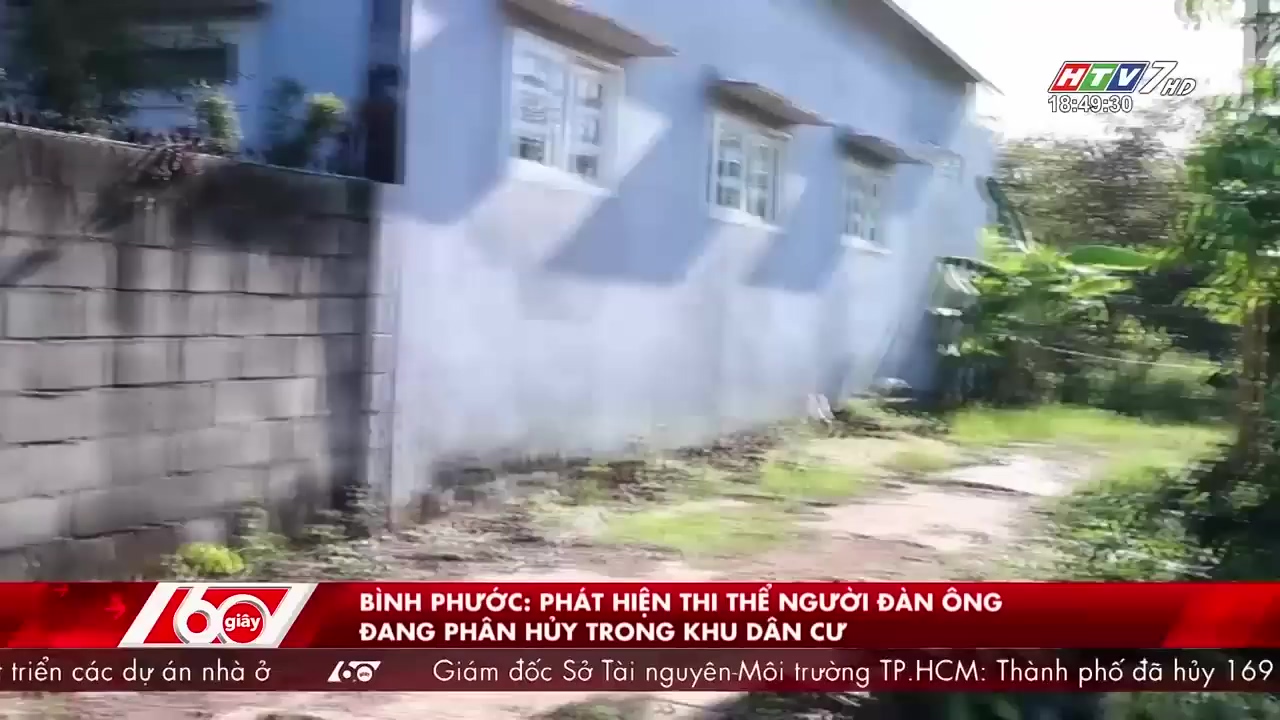 HTV7 HD
18:49:30
60 giây
BÌNH PHƯỚC: PHÁT HIỆN THI THỂ NGƯỜI ĐÀN ÔNG
ĐANG PHÂN HỦY TRONG KHU DÂN CƯ
triển các dự án nhà ở 60 giây Giám đốc Sở Tài nguyên-Môi trường TP.HCM: Thành phố đã hủy 169